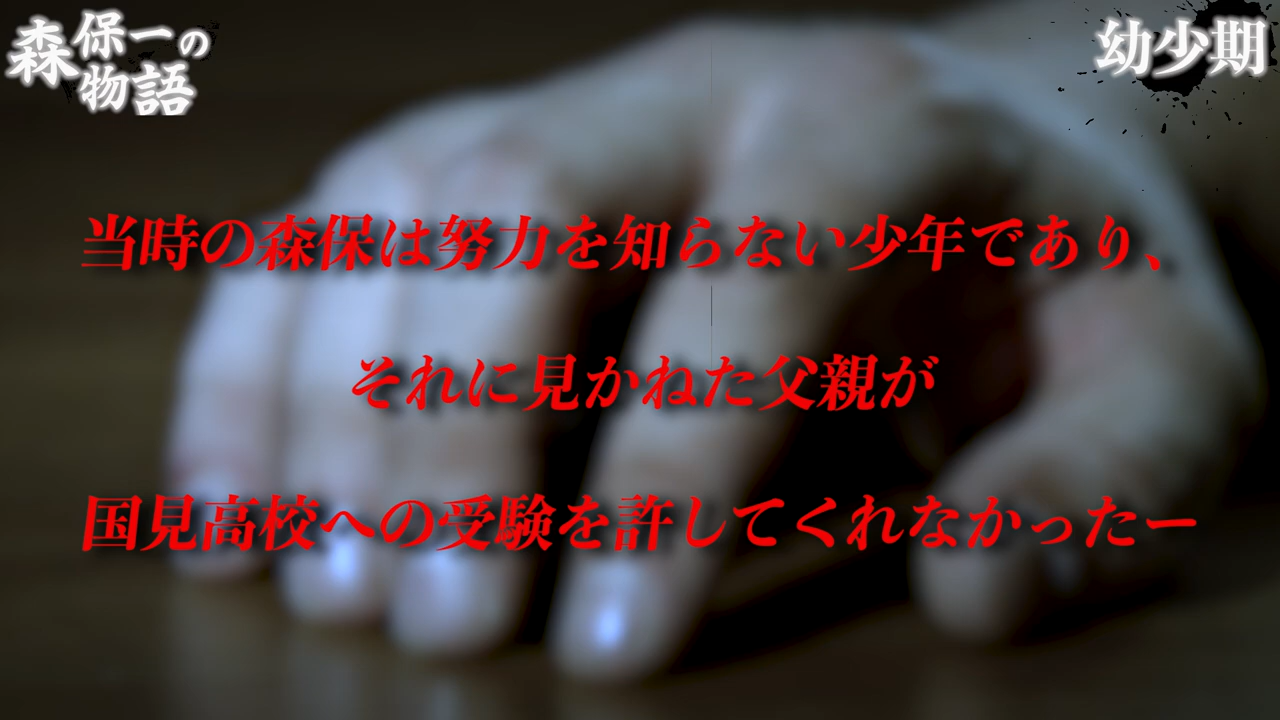 森保一の
物語
幼少期
当時の森保は努力を知らない少年であり、
それに見かねた父親が
国見高校への受験を許してくれなかったー